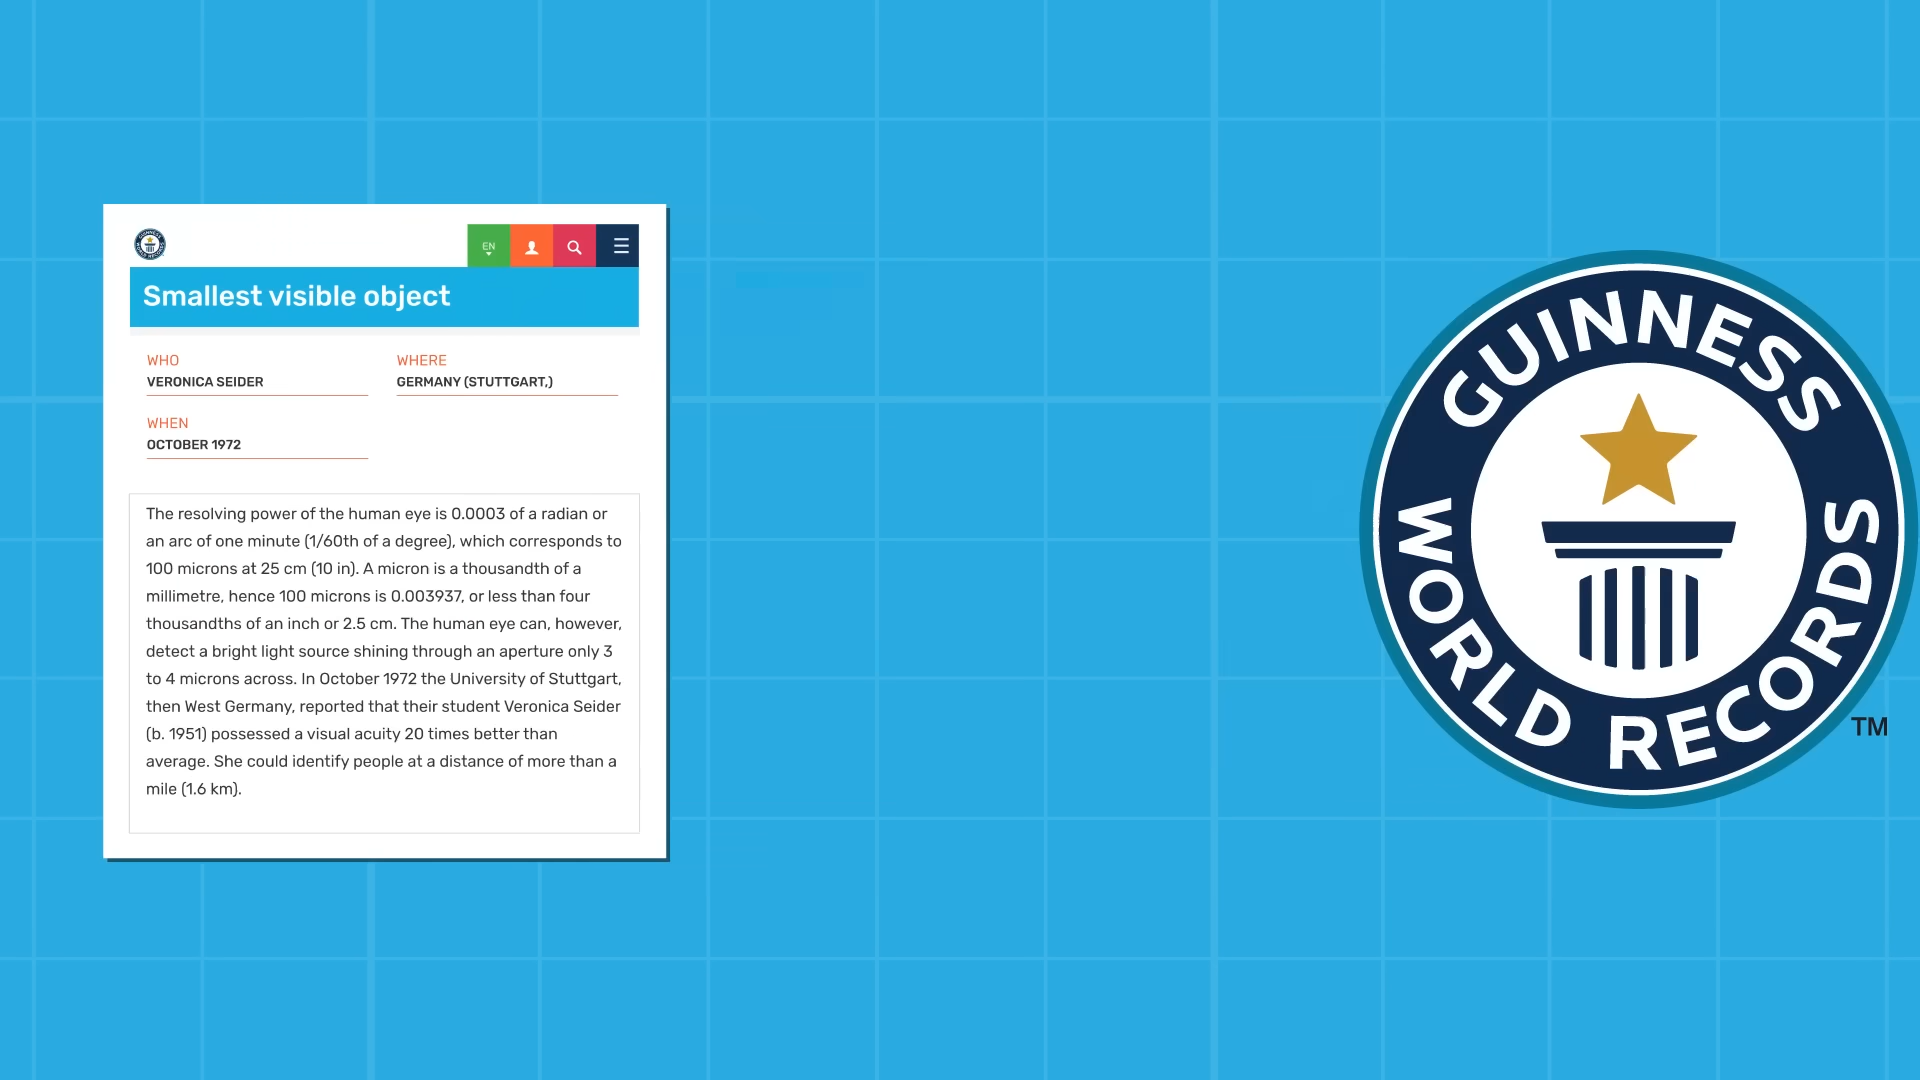 EN
Smallest visible object
WHO
VERONICA SEIDER
WHERE
GERMANY (STUTTGART,)
WHEN
OCTOBER 1972
The resolving power of the human eye is 0.0003 of a radian or
an arc of one minute (1/60th of a degree), which corresponds to
100 microns at 25 cm (10 in). A micron is a thousandth of a
millimetre, hence 100 microns is 0.003937, or less than four
thousandths of an inch or 2.5 cm. The human eye can, however,
detect a bright light source shining through an aperture only 3
to 4 microns across. In October 1972 the University of Stuttgart,
then West Germany, reported that their student Veronica Seider
(b. 1951) possessed a visual acuity 20 times better than
average. She could identify people at a distance of more than a
mile (1.6 km).
GUINNESS
WORLD RECORDS
TM